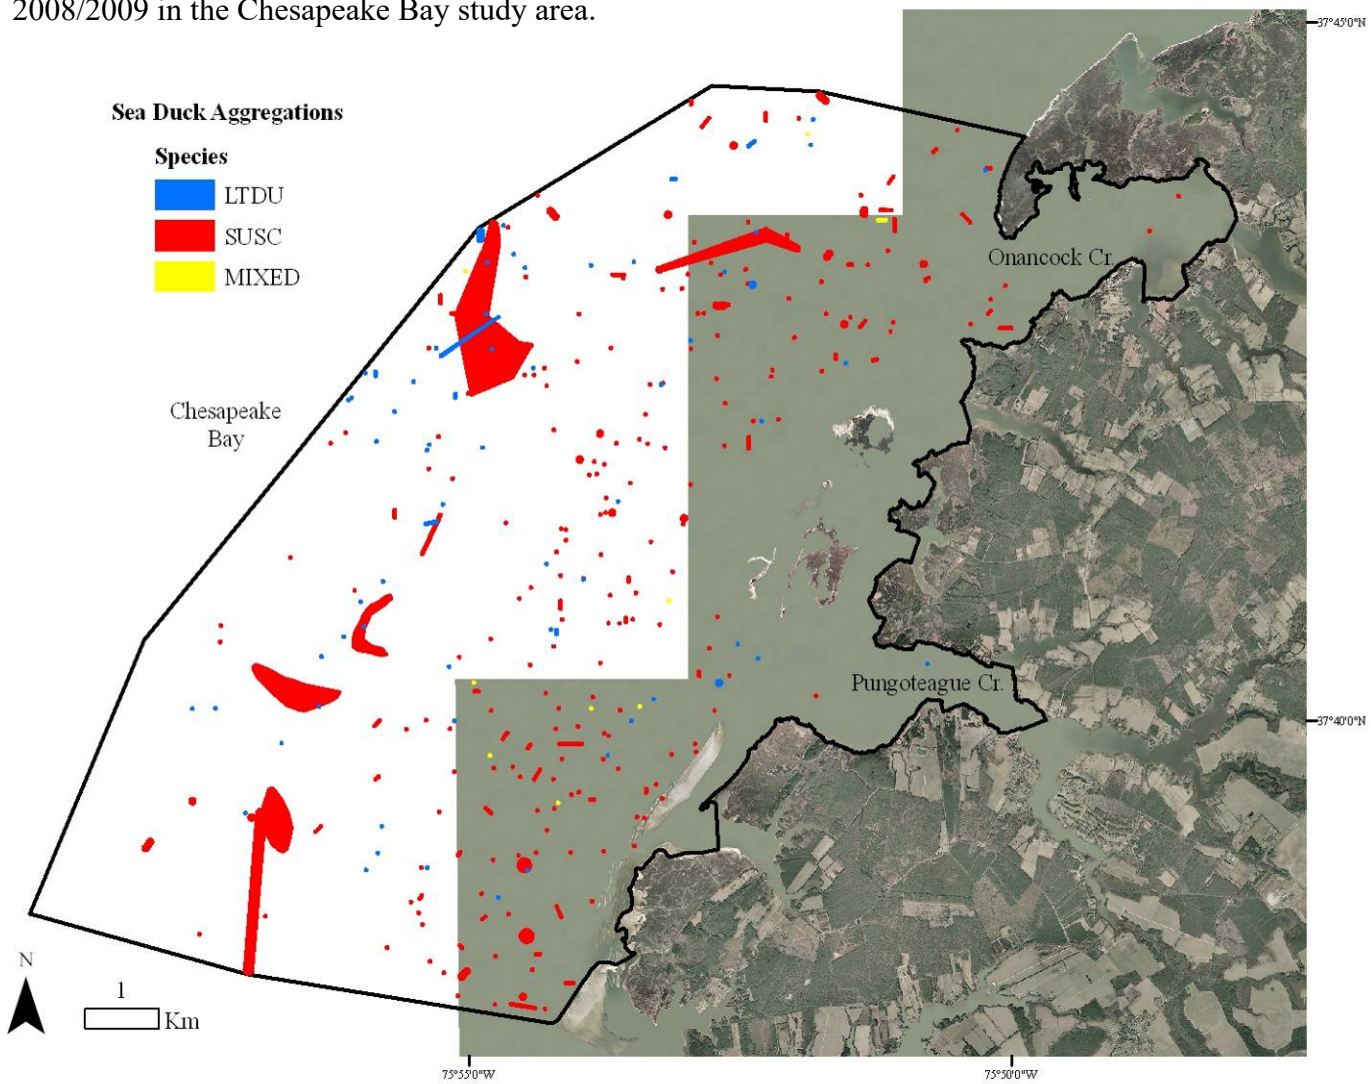 2008/2009 in the Chesapeake Bay study area.
37°45'0"N
Sea Duck Aggregations
Species
LTDU
SUSC
MIXED
Onancock Cr.
Chesapeake
Bay
Pungoteague Cr.
37°40'0"N
N
1
Km
75°55'0"W
75°50'0"W